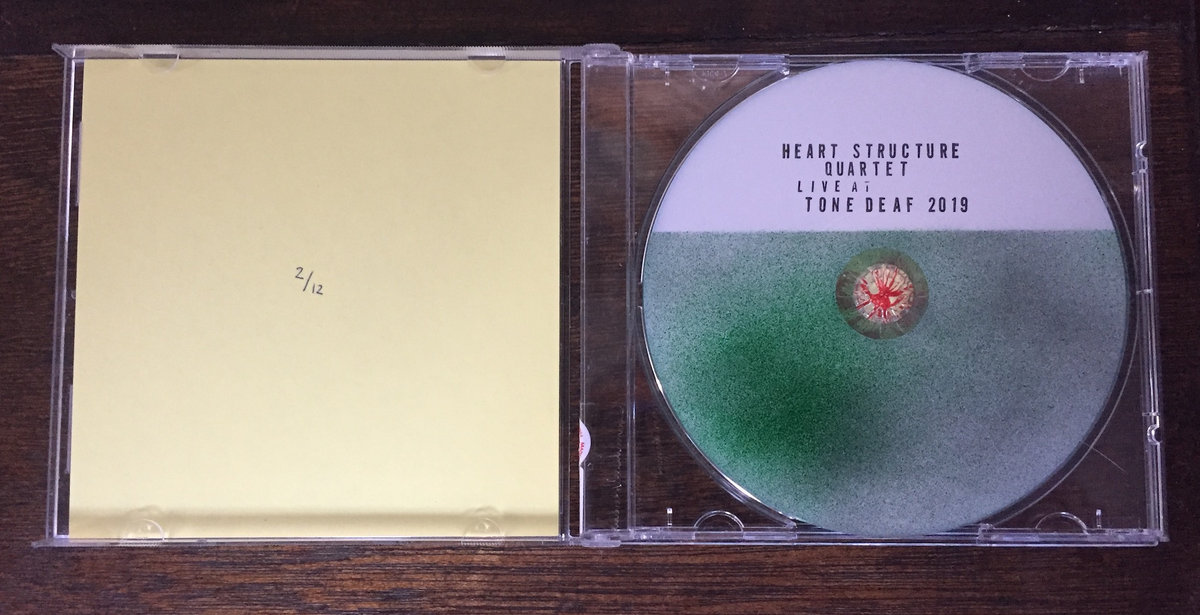 2/12
HEART STRUCTURE
QUARTET
LIVE AT
TONE DEAF 2019